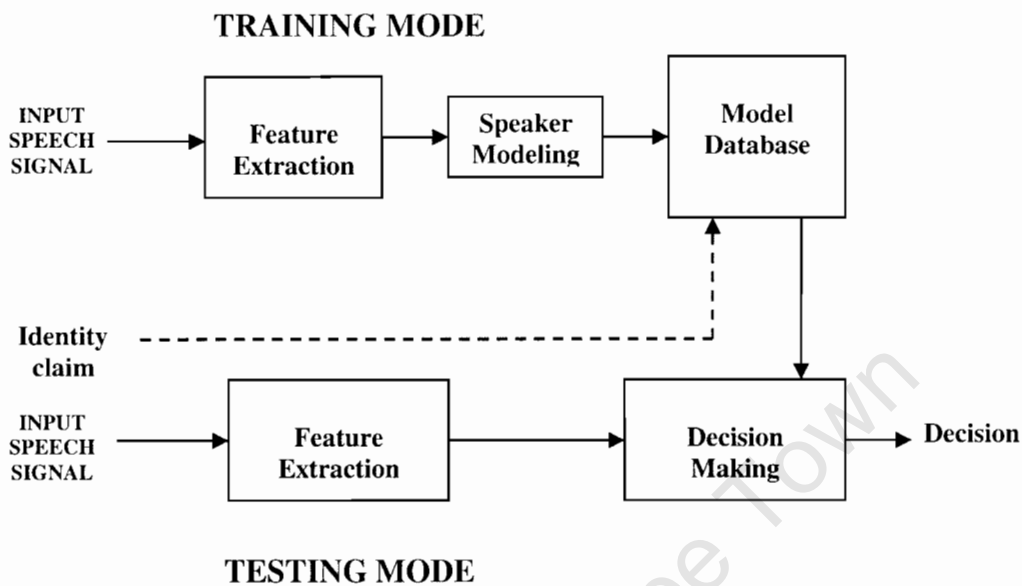 TRAINING MODE
INPUT
SPEECH
SIGNAL
Feature
Extraction
Speaker
Modeling
Model
Database
Identity
claim
INPUT
SPEECH
SIGNAL
Feature
Extraction
Decision
Making
Decision
TESTING MODE
Town